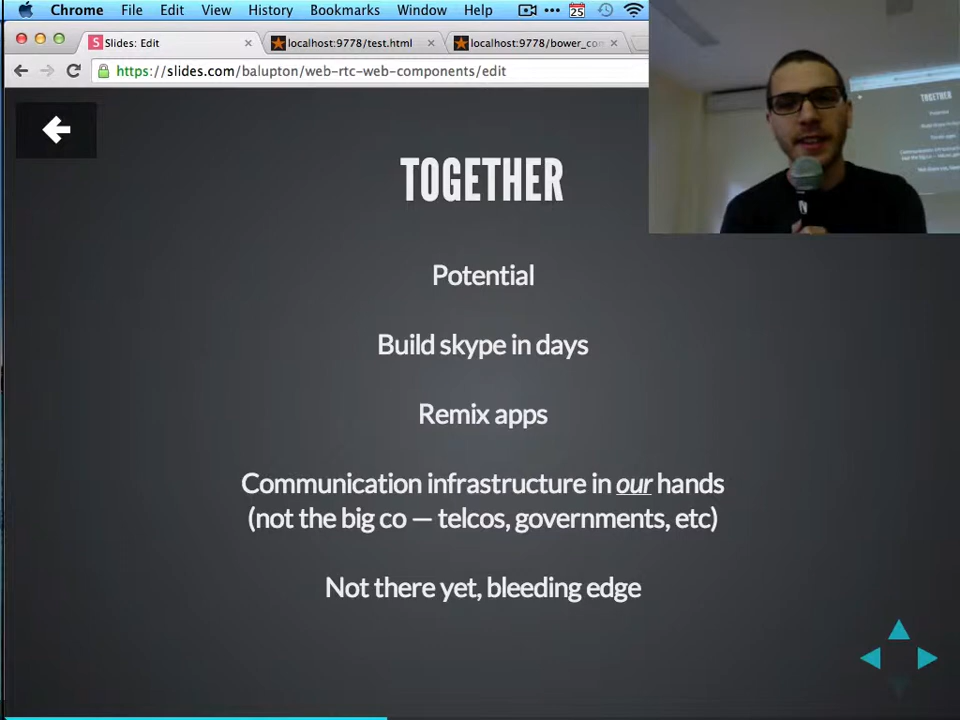 Chrome File Edit View History Bookmarks Window Help 25
Slides: Edit
localhost:9778/test.html
localhost:9778/bower_com
https://slides.com/balupton/web-rtc-web-components/edit
TOGETHER
Potential
Build skype in days
Remix apps
Communication infrastructure in our hands
(not the big co — telcos, governments, etc)
Not there yet, bleeding edge
TOGETHER